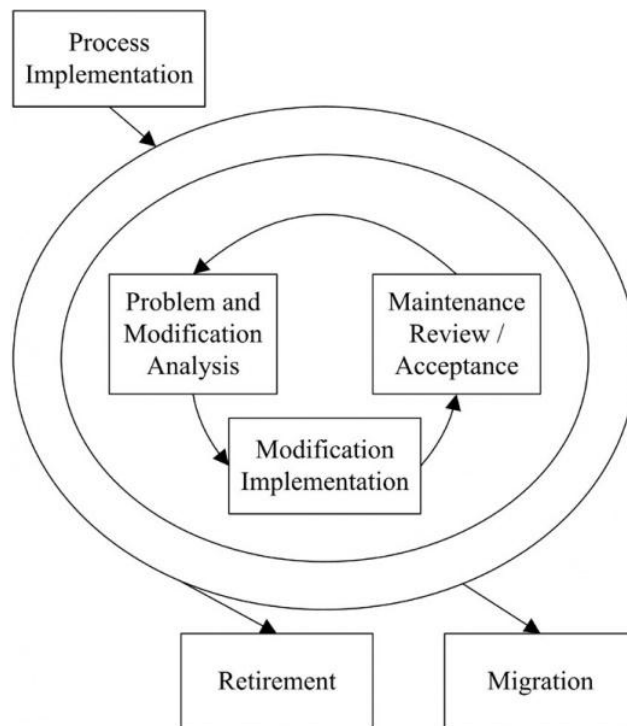 Process
Implementation
Problem and
Modification
Analysis
Maintenance
Review /
Acceptance
Modification
Implementation
Retirement
Migration